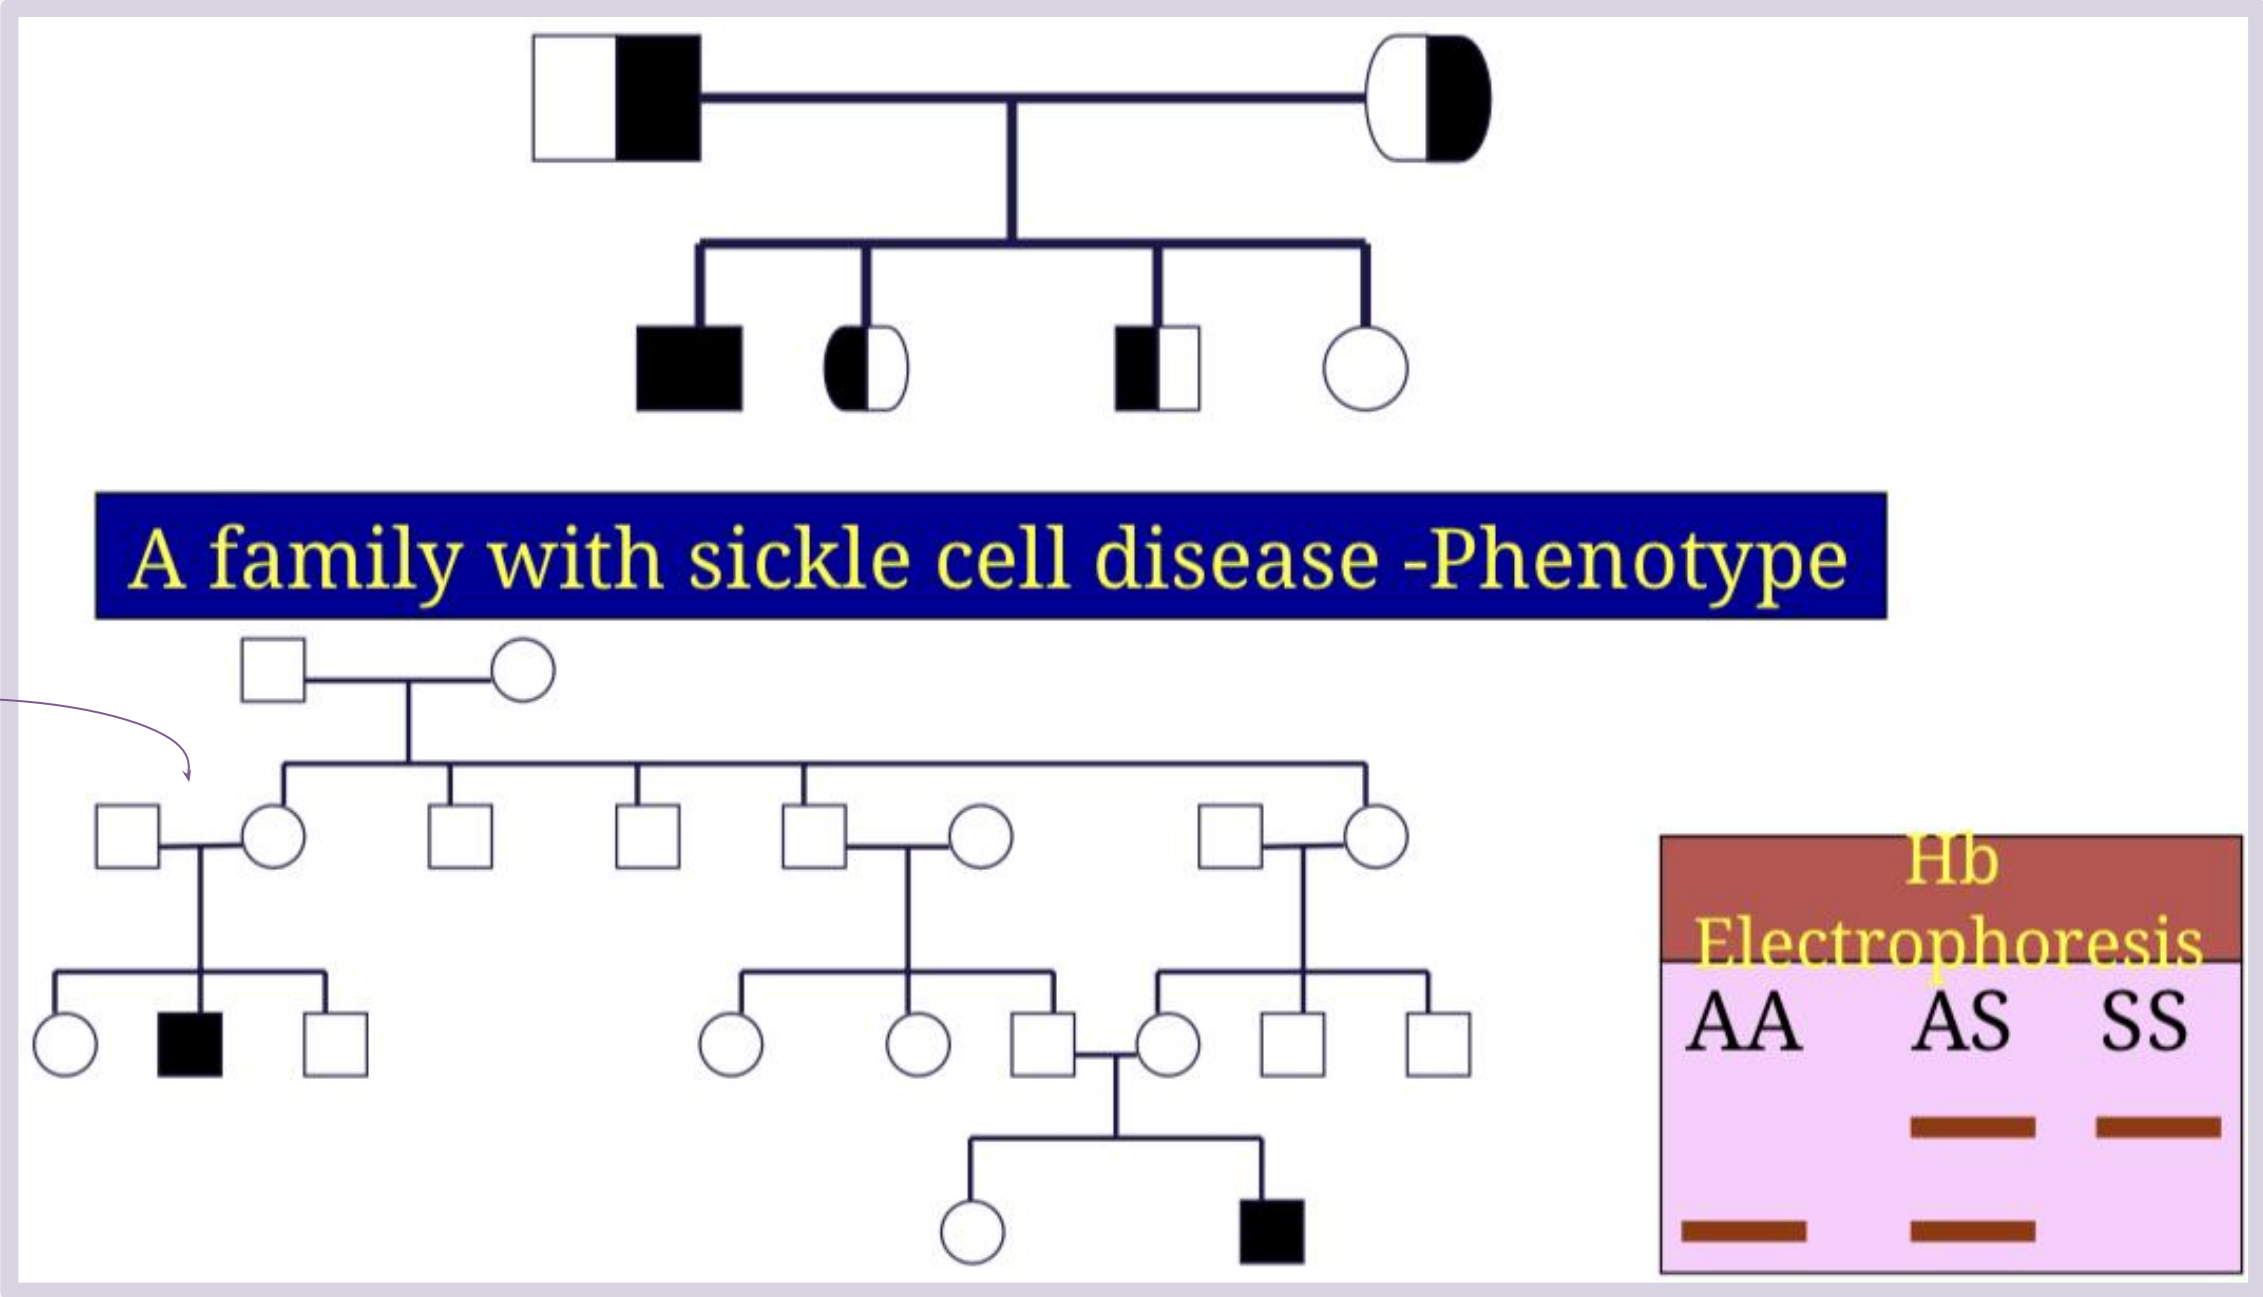 A family with sickle cell disease -Phenotype
Hb
Electrophoresis
AA AS SS